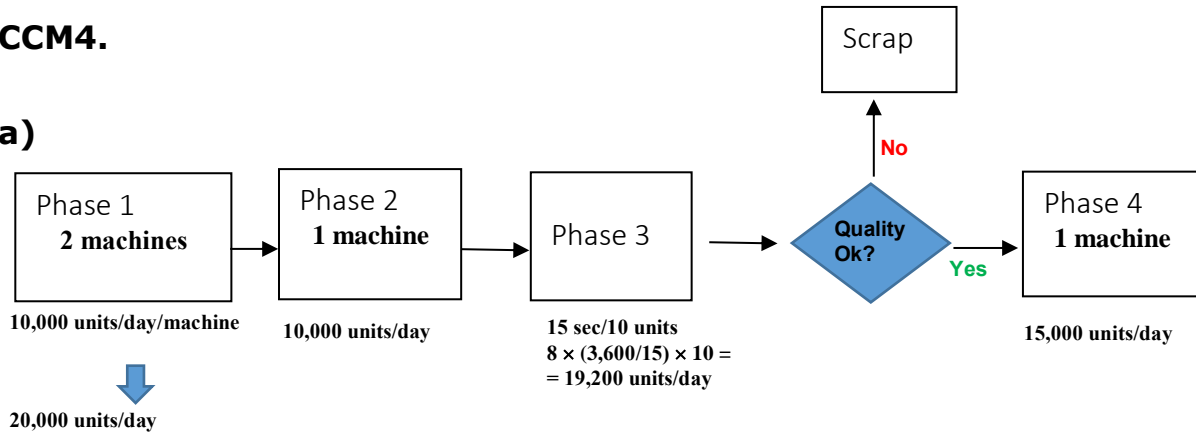 CCM4.
a)
Scrap
No
Phase 1
2 machines
Phase 2
1 machine
Phase 3
Quality
Ok?
Yes
Phase 4
1 machine
10,000 units/day/machine
20,000 units/day
10,000 units/day
15 sec/10 units
8 × (3,600/15) × 10 =
= 19,200 units/day
15,000 units/day